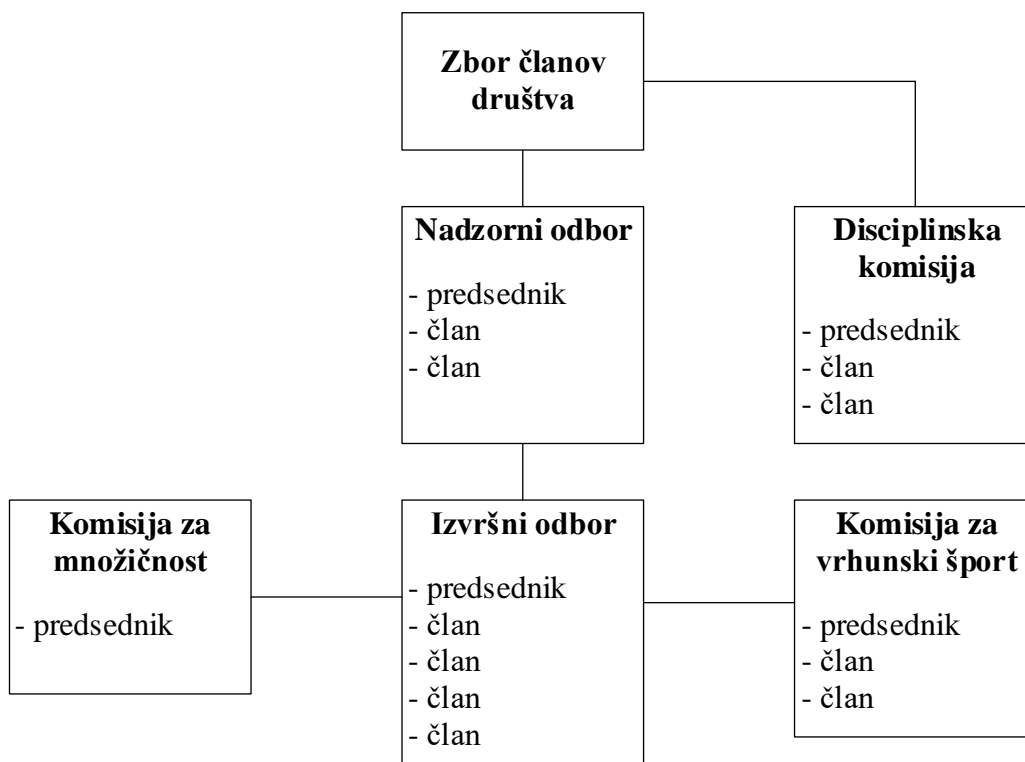 Zbor članov
društva
Nadzorni odbor
- predsednik
- član
- član
Disciplinska
komisija
- predsednik
- član
- član
Komisija za
množičnost
- predsednik
Izvršni odbor
- predsednik
- član
- član
- član
- član
Komisija za
vrhunski šport
- predsednik
- član
- član